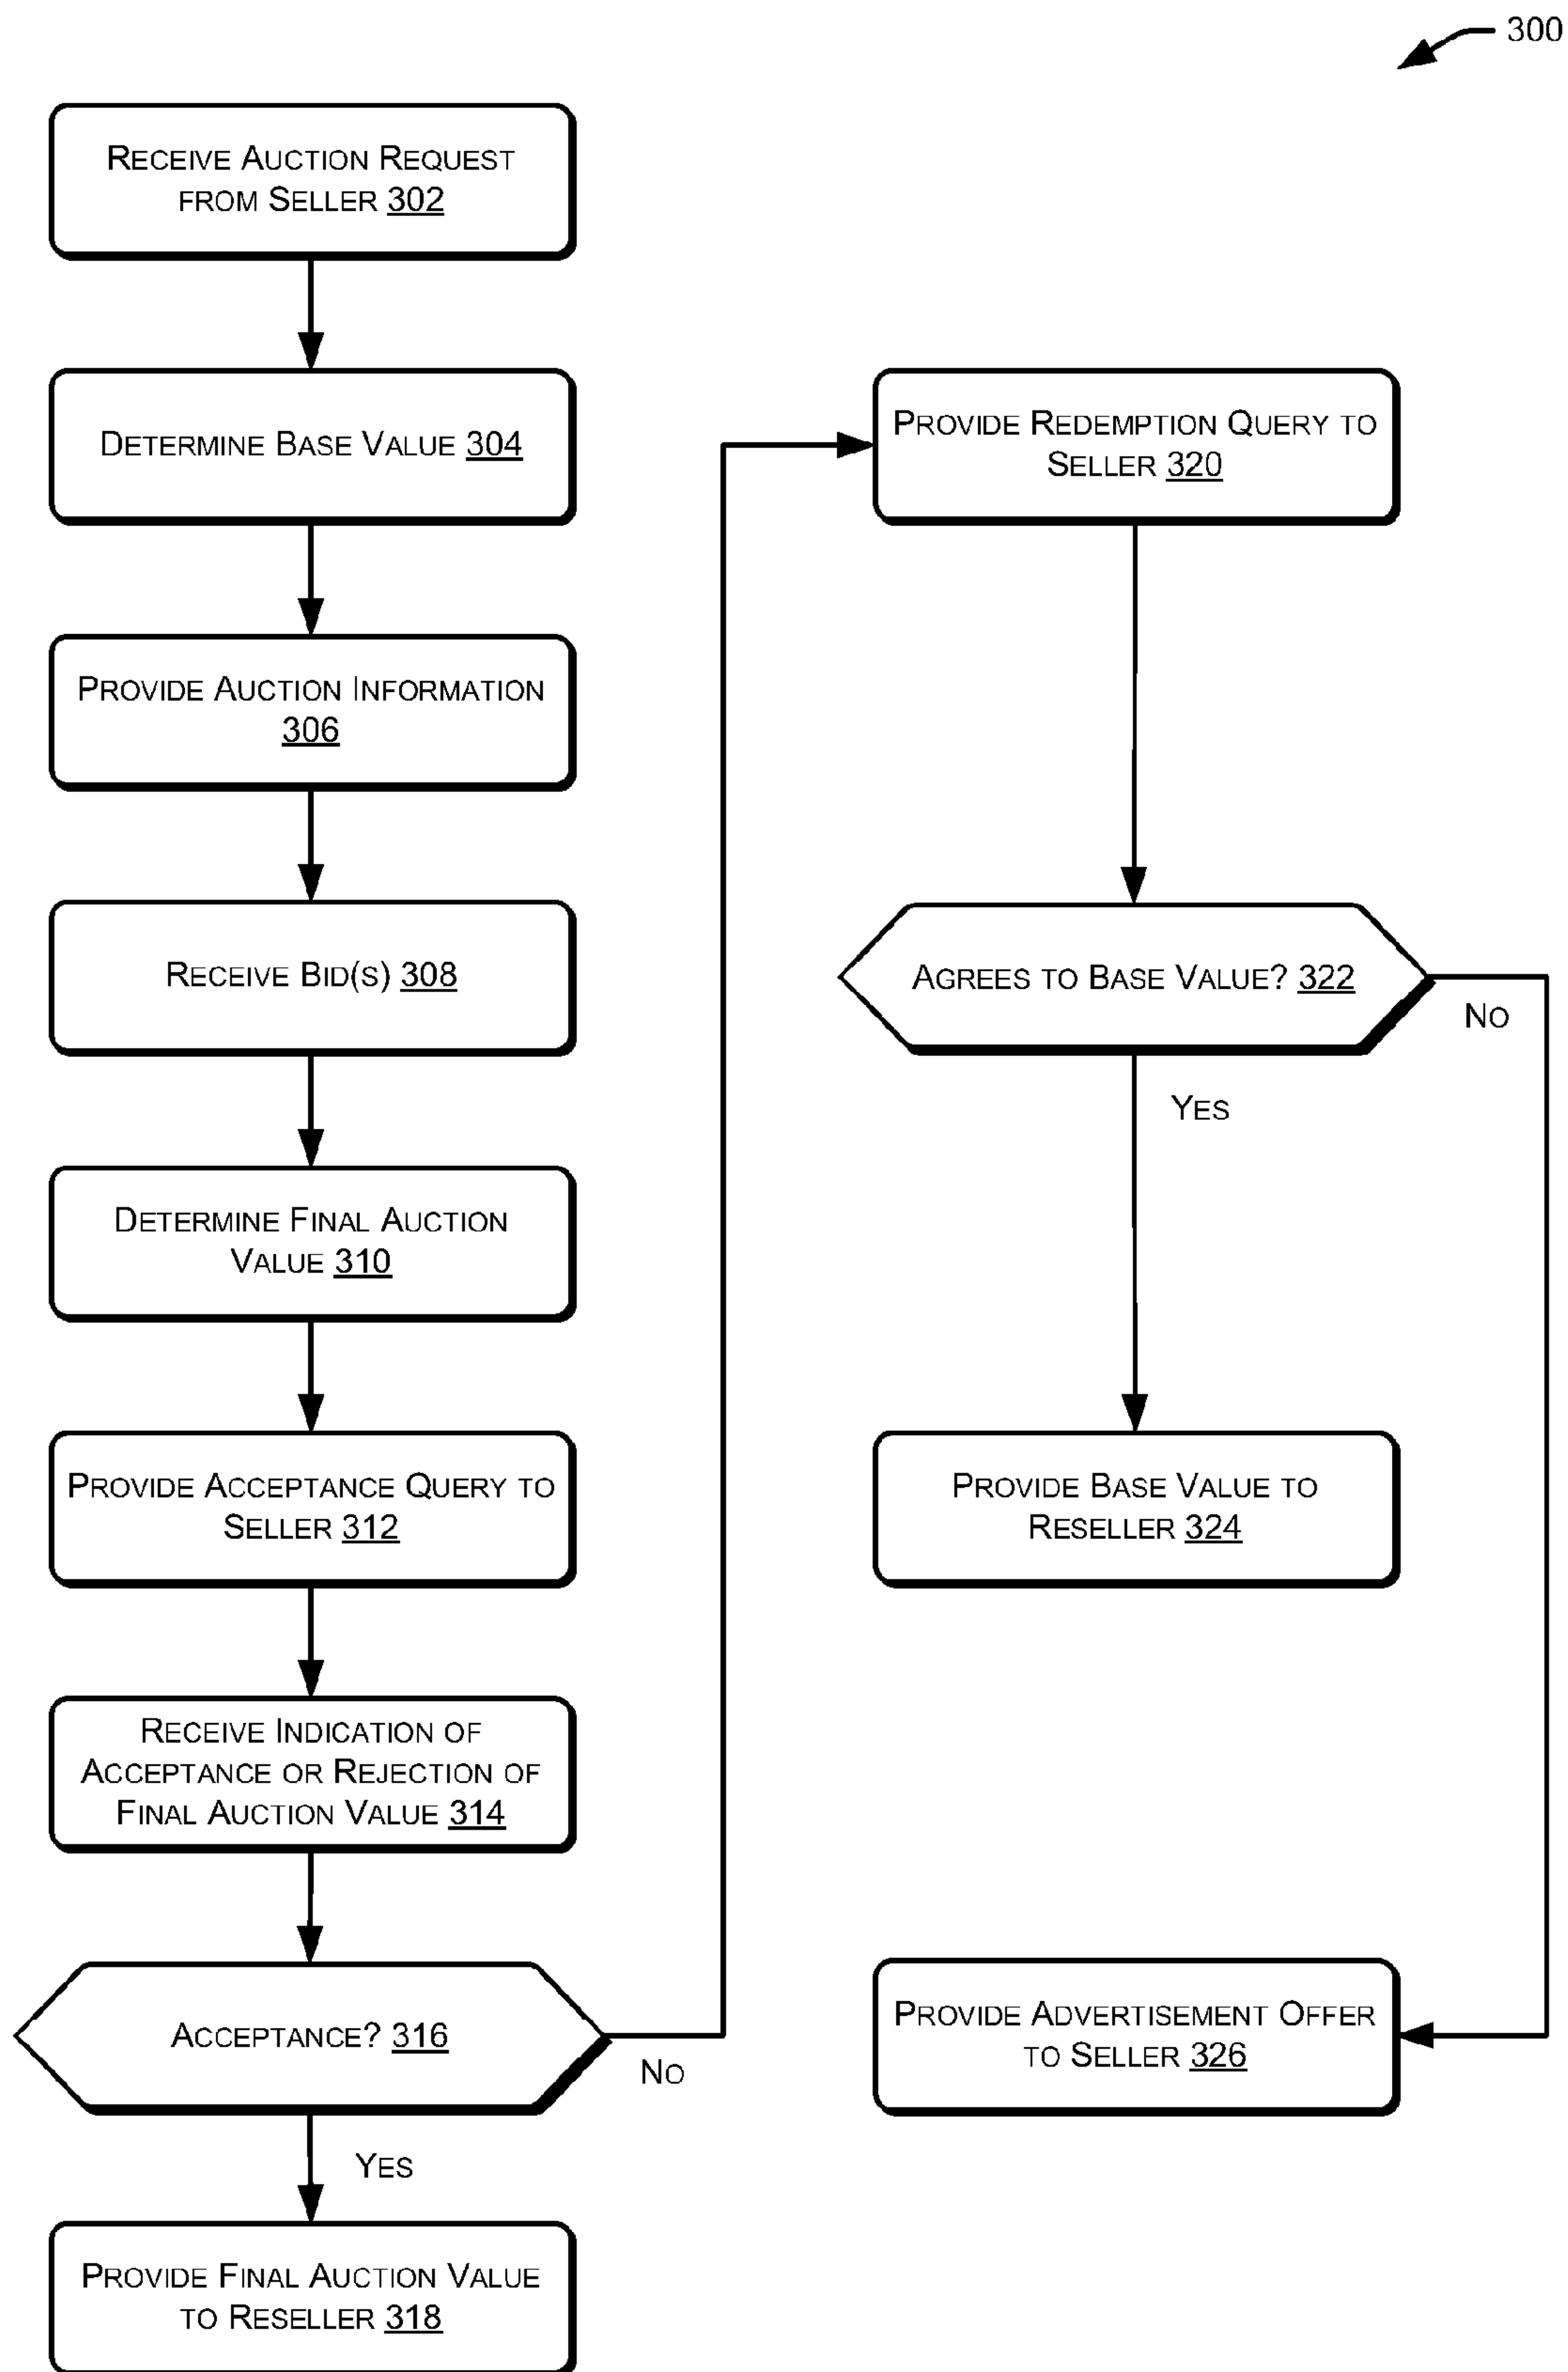 300
RECEIVE AUCTION REQUEST
FROM SELLER 302
DETERMINE BASE VALUE 304
PROVIDE AUCTION INFORMATION
306
RECEIVE BID(S) 308
DETERMINE FINAL AUCTION
VALUE 310
PROVIDE ACCEPTANCE QUERY TO
SELLER 312
RECEIVE INDICATION OF
ACCEPTANCE OR REJECTION OF
FINAL AUCTION VALUE 314
ACCEPTANCE? 316
NO
YES
PROVIDE FINAL AUCTION VALUE
TO RESELLER 318
PROVIDE REDEMPTION QUERY TO
SELLER 320
AGREES TO BASE VALUE? 322
NO
YES
PROVIDE BASE VALUE TO
RESELLER 324
PROVIDE ADVERTISEMENT OFFER
TO SELLER 326